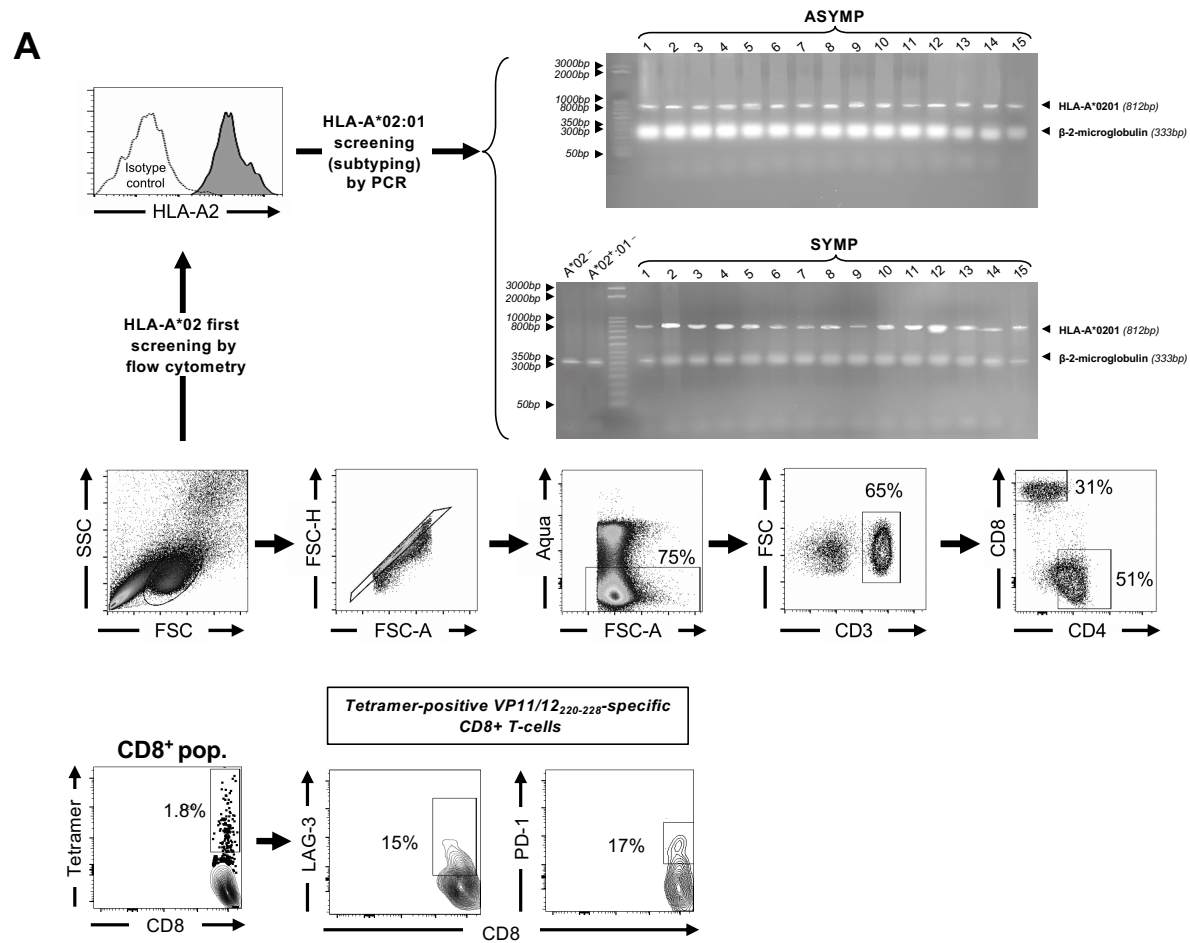 A
ASYMP
1 2 3 4 5 6 7 8 9 10 11 12 13 14 15
3000bp
2000bp
1000bp
800bp
350bp
300bp
50bp
HLA-A*0201 (812bp)
β-2-microglobulin (333bp)
Isotype
control
HLA-A2
HLA-A*02:01
screening
(subtyping)
by PCR
SYMP
A*02⁻
A*02⁺:01⁻
1 2 3 4 5 6 7 8 9 10 11 12 13 14 15
3000bp
2000bp
1000bp
800bp
350bp
300bp
50bp
HLA-A*0201 (812bp)
β-2-microglobulin (333bp)
HLA-A*02 first
screening by
flow cytometry
SSC
FSC
FSC-H
FSC-A
Aqua
75%
FSC-A
FSC
65%
CD3
CD8
31%
51%
CD4
Tetramer-positive VP11/12₂₂₀₋₂₂₈-specific
CD8+ T-cells
CD8⁺ pop.
Tetramer
1.8%
CD8
LAG-3
15%
PD-1
17%
CD8